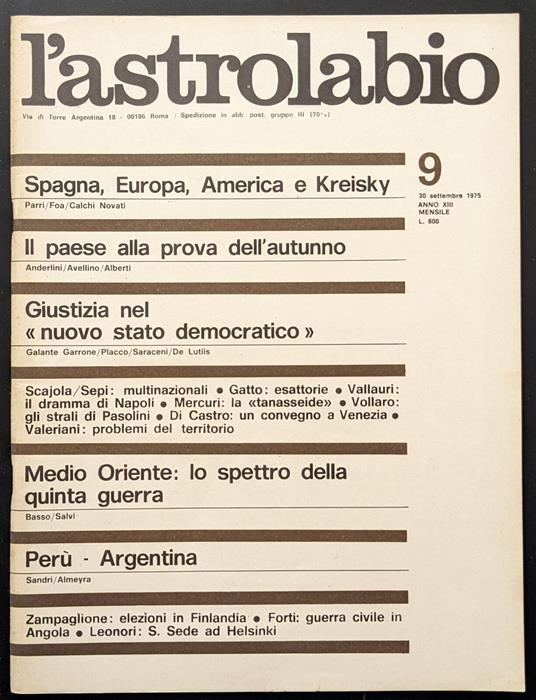 l'astrolabio
Via di Torre Argentina 18 - 00186 Roma / Spedizione in abb. post. gruppo III (70%)
9
30 settembre 1975
ANNO XIII
MENSILE
L. 600
Spagna, Europa, America e Kreisky
Parri/Foa/Calchi Novati
Il paese alla prova dell'autunno
Anderlini/Avellino/Alberti
Giustizia nel
« nuovo stato democratico »
Galante Garrone/Placco/Saraceni/De Lutiis
Scajola/Sepi: multinazionali ● Gatto: esattorie ● Vallauri:
il dramma di Napoli ● Mercuri: la «tanasseide» ● Vollaro:
gli strali di Pasolini ● Di Castro: un convegno a Venezia ●
Valeriani: problemi del territorio
Medio Oriente: lo spettro della
quinta guerra
Basso/Salvi
Perù - Argentina
Sandri/Almeyra
Zampaglione: elezioni in Finlandia ● Forti: guerra civile in
Angola ● Leonori: S. Sede ad Helsinki